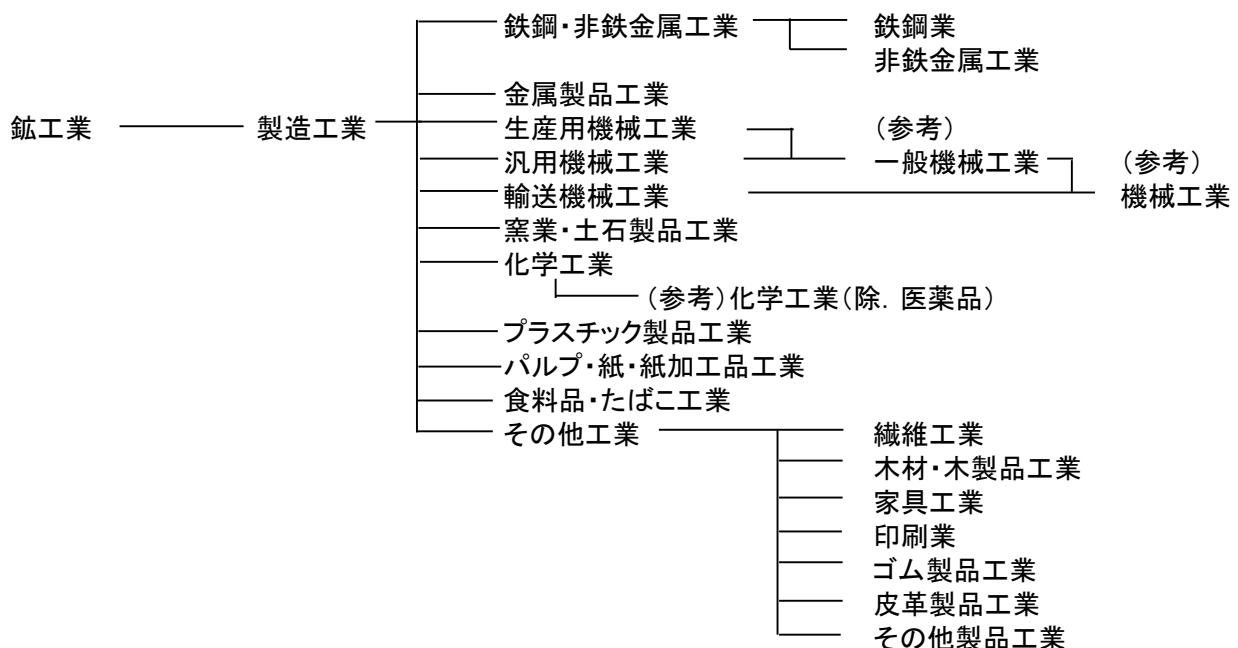 鉄鋼・非鉄金属工業 鉄鋼業
非鉄金属工業
金属製品工業
鉱工業 製造工業 生産用機械工業 （参考）
汎用機械工業 一般機械工業 （参考）
輸送機械工業 機械工業
窯業・土石製品工業
化学工業
（参考）化学工業（除．医薬品）
プラスチック製品工業
パルプ・紙・紙加工品工業
食料品・たばこ工業
その他工業 繊維工業
木材・木製品工業
家具工業
印刷業
ゴム製品工業
皮革製品工業
その他製品工業